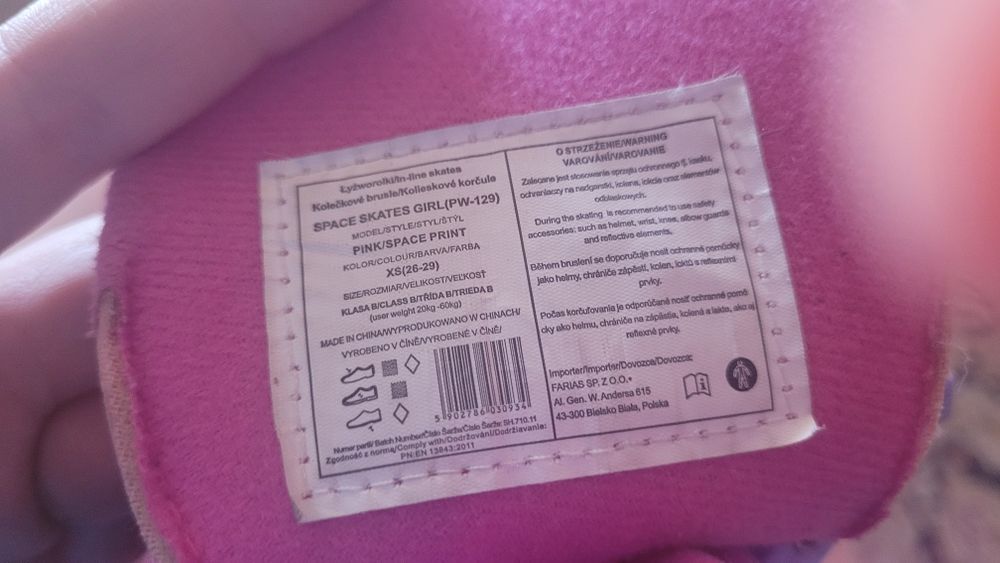 Łyżworolki/In-line skates
Kolečkové brusle/Kolieskové korčule
SPACE SKATES GIRL(PW-129)
MODEL/STYLE/STYL/ŠTÝL
PINK/SPACE PRINT
KOLOR/COLOUR/BARVA/FARBA
XS(26-29)
SIZE/ROZMIAR/VELIKOST/VEĽKOSŤ
KLASA B/CLASS B/TŘÍDA B/TRIEDA B
(user weight 20kg -60kg)
MADE IN CHINA/WYPRODUKOWANO W CHINACH/
VYROBENO V ČÍNĚ/VYROBENÉ V ČÍNĚ/
5 902786 030934
Numer partii/ Batch Number/Číslo Šarže/Číslo Šarže: SH.710.11
Zgodność z normą/Comply with/Dodržování/Dodržiavanie:
PN:EN 13843:2011
O STRZEŻENIE/WARNING
VAROVÁNÍ/VAROVANIE
Zalecane jest stosowanie sprzętu ochronnego tj. kasku,
ochraniaczy na nadgarstki, kolana, łokcie oraz elementów
odblaskowych.
During the skating is recommended to use safety
accessories; such as helmet, wrist, knee, elbow guards
and reflective elements.
Během bruslení se doporučuje nosit ochranné pomůcky
jako helmy, chrániče zápěstí, kolen, loktů a reflexními
prvky.
Počas korčuľovania je odporúčané nosiť ochranné pomô
cky ako helmu, chrániče na zápästia, kolená a lakte, ako aj
reflexné prvky.
Importer/Importer/Dovozca/Dovozcic:
FARIAS SP. Z O.O.
Al. Gen. W. Andersa 615
43-300 Bielsko Biała, Polska